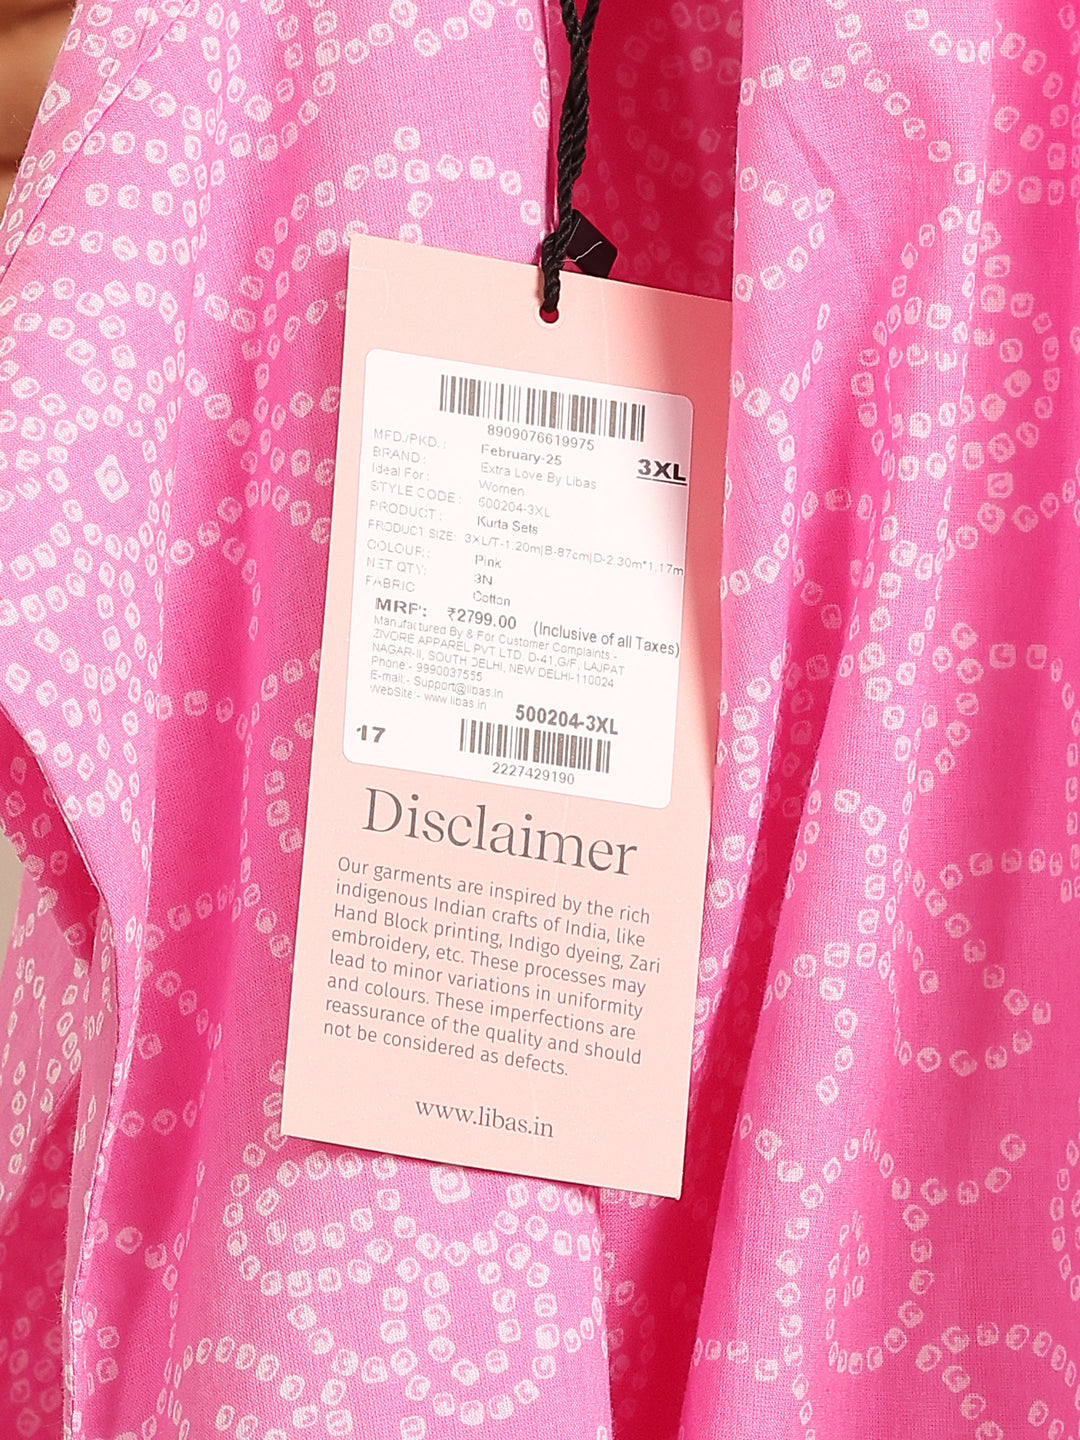 8909076619975
MFD./PKD. : February-25
BRAND : Extra Love By Libas
3XL
Ideal For : Women
STYLE CODE : 500204-3XL
PRODUCT : Kurta Sets
PRODUCT SIZE: 3XL/T-1.20m|B-87cm|D-2.30m*1.17m
COLOUR:: Pink
NET QTY: 3N
FABRIC Cotton
MRP: ₹2799.00 (Inclusive of all Taxes)
Manufactured By & For Customer Complaints -
ZIVORE APPAREL PVT LTD, D-41,G/F, LAJPAT
NAGAR-II, SOUTH DELHI, NEW DELHI-110024
Phone:- 9990037555
E-mail:- Support@libas.in
WebSite:- www.libas.in
500204-3XL
17
2227429190
Disclaimer
Our garments are inspired by the rich
indigenous Indian crafts of India, like
Hand Block printing, Indigo dyeing, Zari
embroidery, etc. These processes may
lead to minor variations in uniformity
and colours. These imperfections are
reassurance of the quality and should
not be considered as defects.
www.libas.in